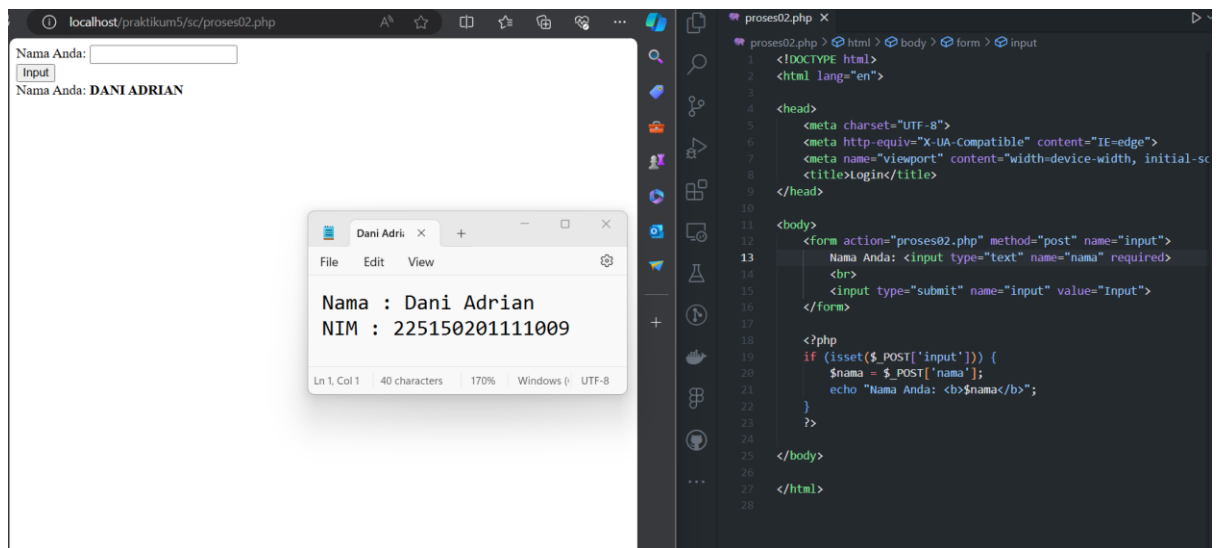 localhost/praktikum5/sc/proses02.php
Nama Anda:
Input
Nama Anda: DANI ADRIAN
Dani Adri
File Edit View
Nama : Dani Adrian
NIM : 225150201111009
Ln 1, Col 1 40 characters 170% Windows ( UTF-8
proses02.php
proses02.php > html > body > form > input
1 <!DOCTYPE html>
2 <html lang="en">
3
4 <head>
5 <meta charset="UTF-8">
6 <meta http-equiv="X-UA-Compatible" content="IE=edge">
7 <meta name="viewport" content="width=device-width, initial-sc
8 <title>Login</title>
9 </head>
10
11 <body>
12 <form action="proses02.php" method="post" name="input">
13 Nama Anda: <input type="text" name="nama" required>
14 <br>
15 <input type="submit" name="input" value="Input">
16 </form>
17
18 <?php
19 if (isset($_POST['input'])) {
20 $nama = $_POST['nama'];
21 echo "Nama Anda: <b>$nama</b>";
22 }
23 ?>
24
25 </body>
26
27 </html>
28